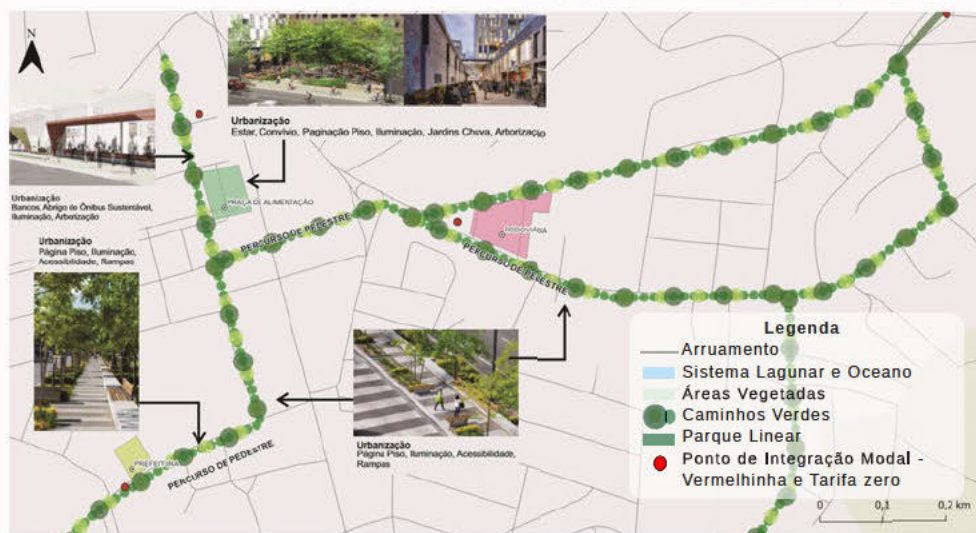 N
Urbanização
Estar, Convívio, Paginação Piso, Iluminação, Jardins Chuva, Arborização
Urbanização
Bancos, Abrigo de Ônibus Sustentável,
Iluminação, Arborização
PRAÇA DE ALIMENTAÇÃO
Urbanização
Página Piso, Iluminação,
Acessibilidade, Rampas
PERCURSO DE PEDESTRE
RODOVIÁRIA
PERCURSO DE PEDESTRE
PREFEITURA
PERCURSO DE PEDESTRE
Urbanização
Página Piso, Iluminação, Acessibilidade,
Rampas
Legenda
Arruamento
Sistema Lagunar e Oceano
Áreas Vegetadas
Caminhos Verdes
Parque Linear
Ponto de Integração Modal -
Vermelhinha e Tarifa zero
0 0,1 0,2 km